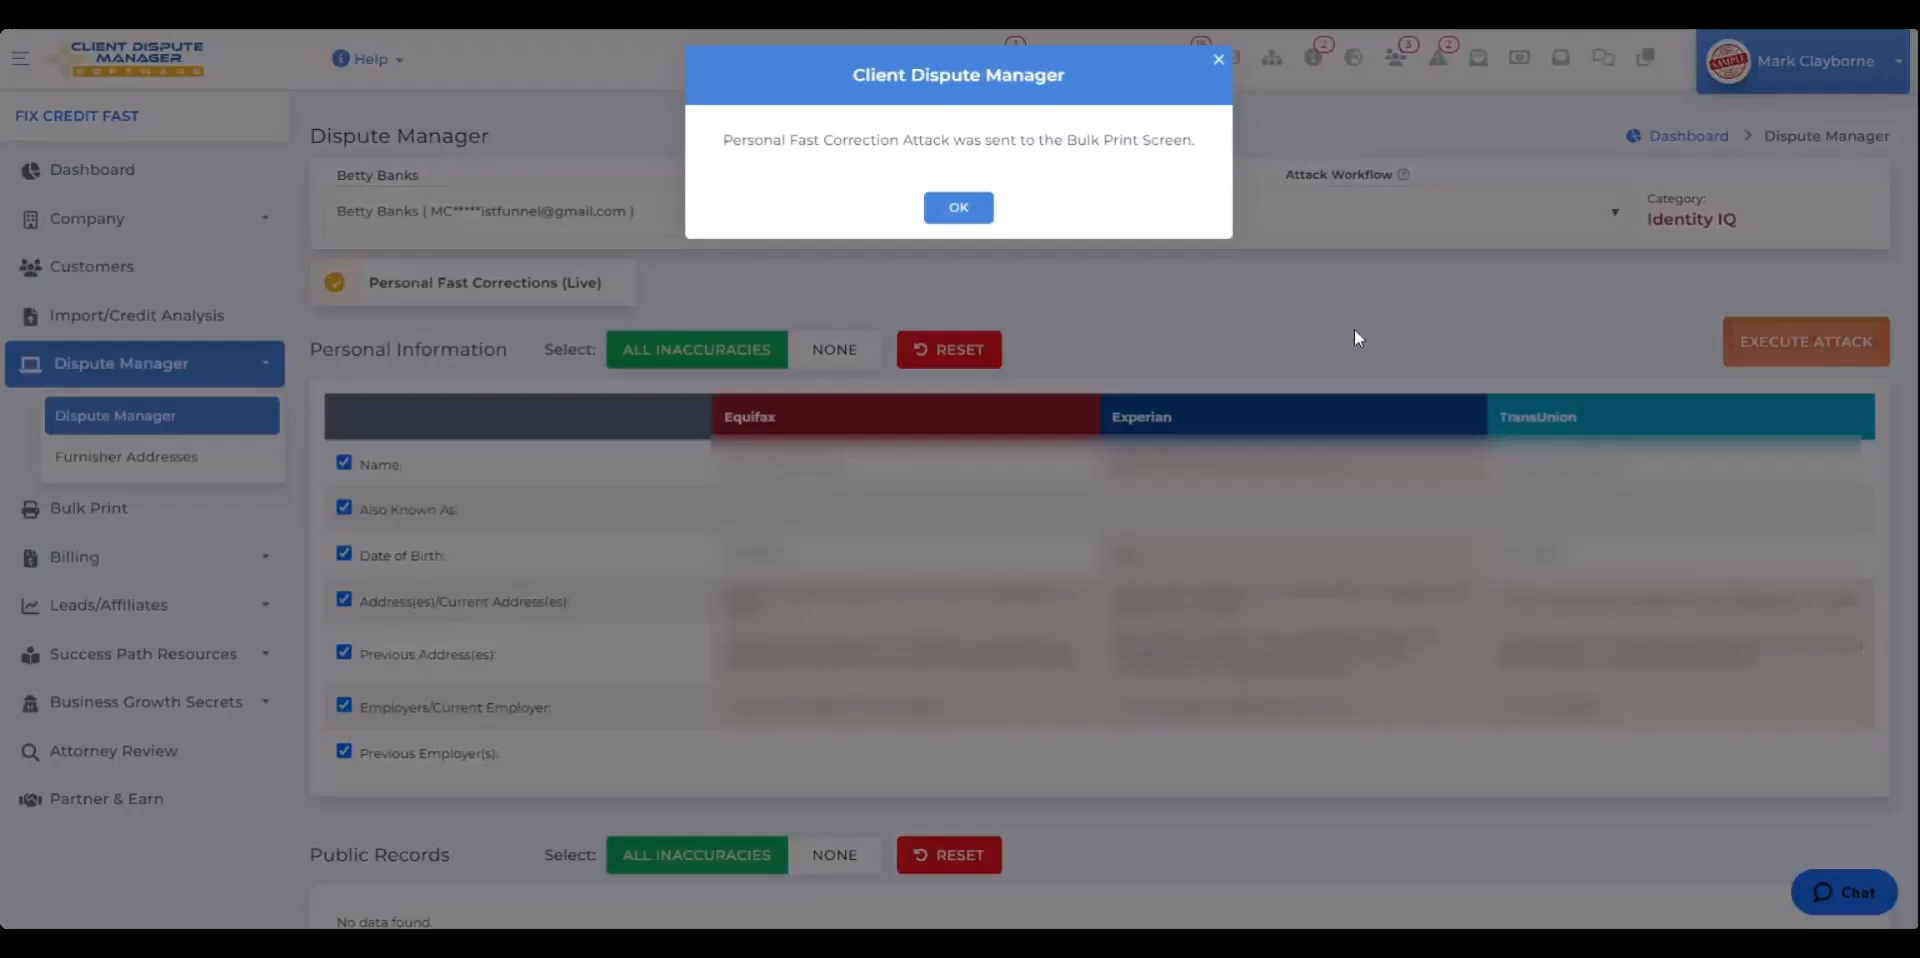 CLIENT DISPUTE
MANAGER
SOFTWARE
Help
1
15
2
3
2
Mark Clayborne
Client Dispute Manager
Personal Fast Correction Attack was sent to the Bulk Print Screen.
OK
FIX CREDIT FAST
Dashboard
Company
Customers
Import/Credit Analysis
Dispute Manager
Dispute Manager
Furnisher Addresses
Bulk Print
Billing
Leads/Affiliates
Success Path Resources
Business Growth Secrets
Attorney Review
Partner & Earn
Dispute Manager
Dashboard > Dispute Manager
Betty Banks
Betty Banks ( MC*****istfunnel@gmail.com )
Attack Workflow
Category:
Identity IQ
Personal Fast Corrections (Live)
Personal Information Select: ALL INACCURACIES NONE RESET
EXECUTE ATTACK
Equifax Experian TransUnion
Name:
Also Known As:
Date of Birth:
Address(es)/Current Address(es):
Previous Address(es):
Employers/Current Employer:
Previous Employer(s):
Public Records Select: ALL INACCURACIES NONE RESET
No data found
Chat